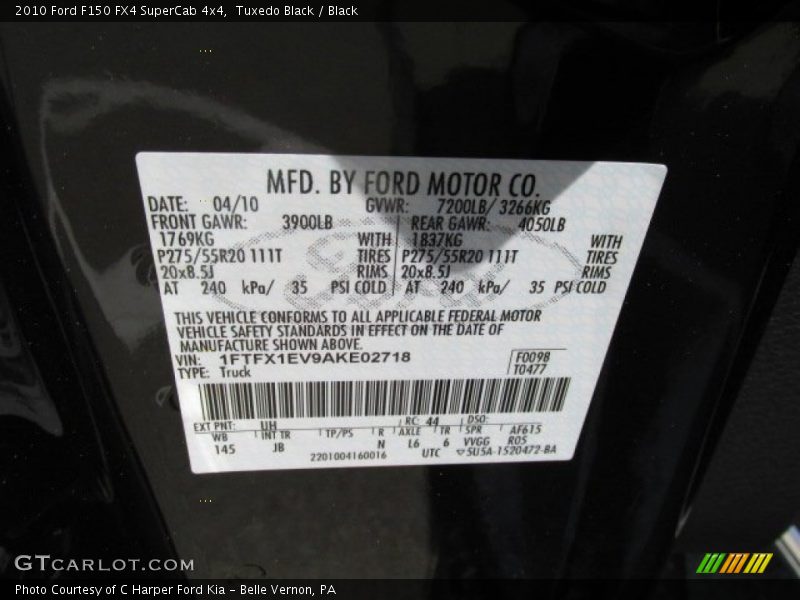 2010 Ford F150 FX4 SuperCab 4x4,  Tuxedo Black / Black
MFD. BY FORD MOTOR CO.
DATE: 04/10 GVWR: 7200LB/ 3266KG
FRONT GAWR: 3900LB REAR GAWR: 4050LB
1769KG WITH 1837KG WITH
P275/55R20 111T TIRES P275/55R20 111T TIRES
20x8.5J RIMS 20x8.5J RIMS
AT 240 kPa/ 35 PSI COLD AT 240 kPa/ 35 PSI COLD
THIS VEHICLE CONFORMS TO ALL APPLICABLE FEDERAL MOTOR
VEHICLE SAFETY STANDARDS IN EFFECT ON THE DATE OF
MANUFACTURE SHOWN ABOVE.
VIN: 1FTFX1EV9AKE02718 F0098
TYPE: Truck T0477
EXT PNT: UH RC: 44 DSO:
WB INT TR TP/PS R AXLE TR SPR AF615
145 JB N L6 6 VVGG R05
2201004160016 UTC 5U5A-1520472-BA
GTCARLOT.COM
Photo Courtesy of C Harper Ford Kia – Belle Vernon, PA